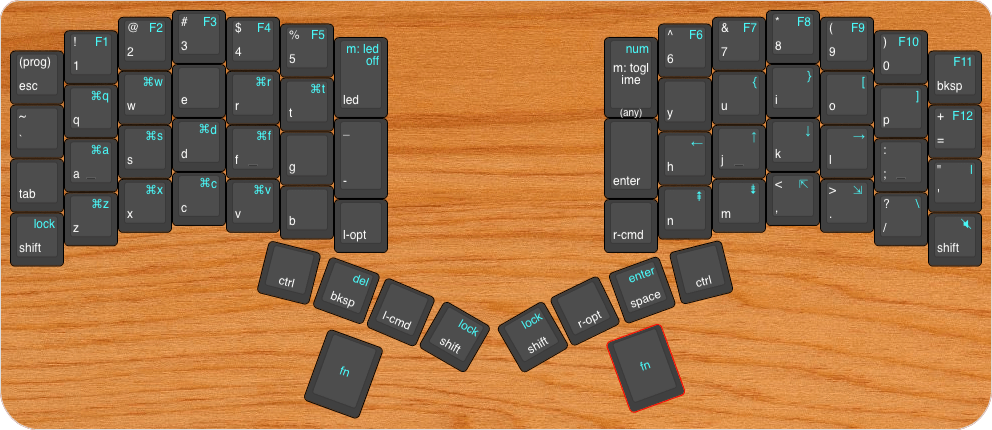 (prog)
esc
! F1
1
@ F2
2
# F3
3
$ F4
4
% F5
5
m: led
off
led
~
`
⌘q
q
⌘w
w
e
⌘r
r
⌘t
t
tab
⌘a
a _
⌘s
s
⌘d
d
⌘f
f _
g
_
-
lock
shift
⌘z
z
⌘x
x
⌘c
c
⌘v
v
b
l-opt
num
m: togl
ime
(any)
^ F6
6
& F7
7
* F8
8
( F9
9
) F10
0
F11
bksp
y
{
u
}
i
[
o
]
p
+ F12
=
enter
←
h
↑
j _
↓
k
→
l
:
; _
" |
'
r-cmd
⇞
n
⇟
m
< ⇱
,
> ⇲
.
? \
/
shift
ctrl
del
bksp
l-cmd
lock
shift
fn
lock
shift
r-opt
enter
space
ctrl
fn